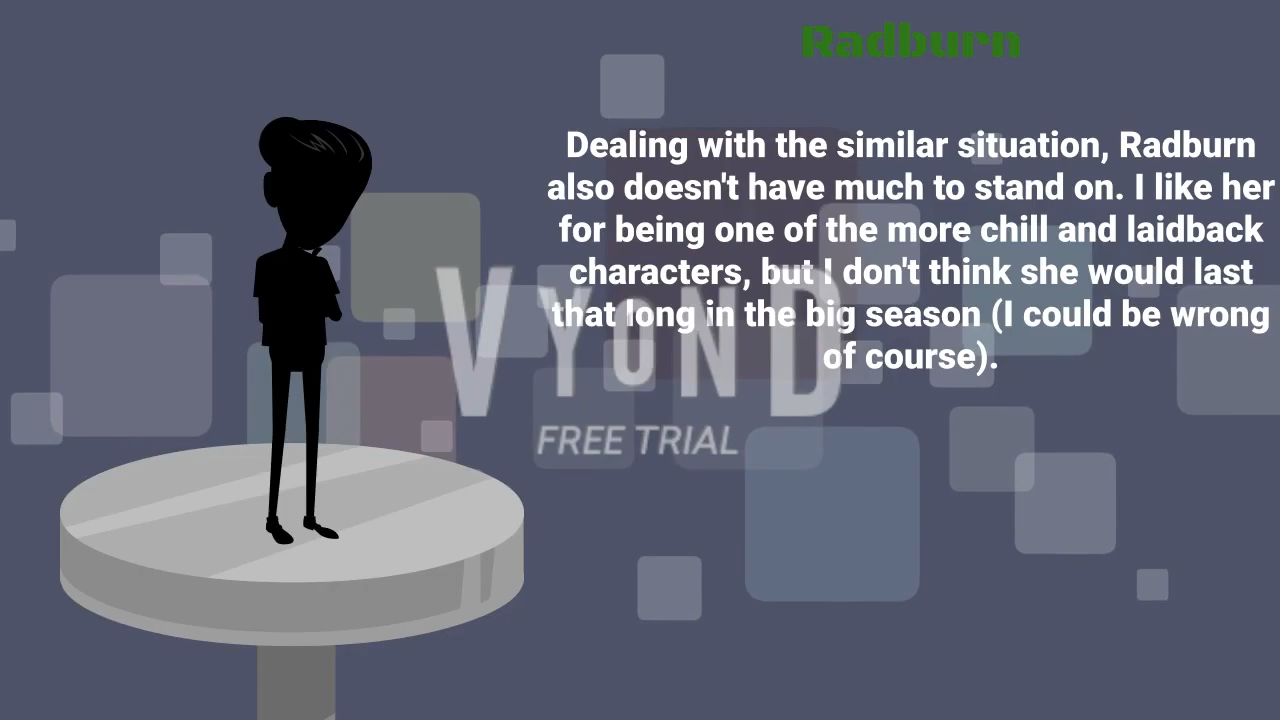 Radburn
Dealing with the similar situation, Radburn
also doesn't have much to stand on. I like her
for being one of the more chill and laidback
characters, but I don't think she would last
that long in the big season (I could be wrong
of course).
VYOND
FREE TRIAL